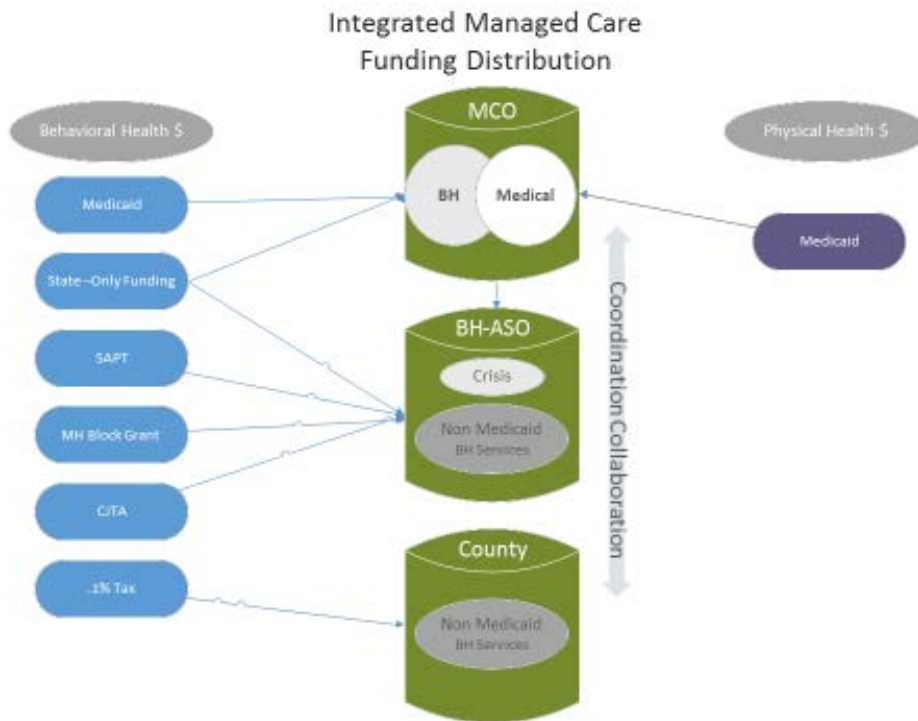 Integrated Managed Care
Funding Distribution
Behavioral Health $
Medicaid
State-Only Funding
SAPT
MH Block Grant
CJTA
.1% Tax
MCO
BH
Medical
BH-ASO
Crisis
Non Medicaid
BH Services
County
Non Medicaid
BH Services
Coordination Collaboration
Physical Health $
Medicaid